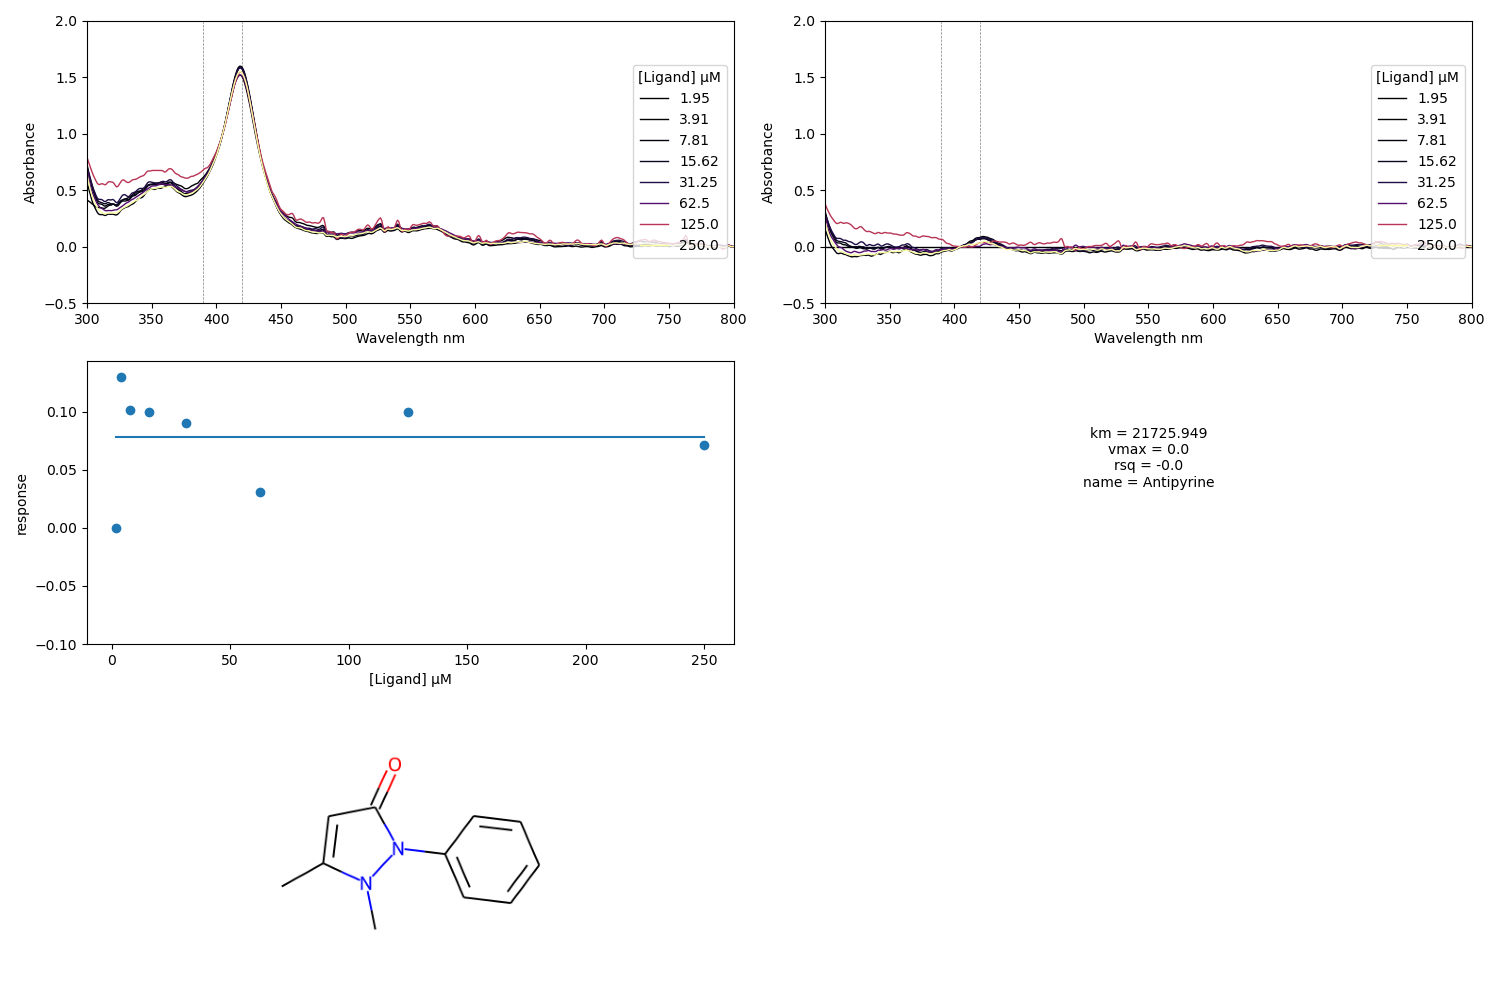 2.0
1.5
1.0
0.5
0.0
−0.5
Absorbance
300 350 400 450 500 550 600 650 700 750 800
Wavelength nm
[Ligand] µM
1.95
3.91
7.81
15.62
31.25
62.5
125.0
250.0
2.0
1.5
1.0
0.5
0.0
−0.5
Absorbance
300 350 400 450 500 550 600 650 700 750 800
Wavelength nm
[Ligand] µM
1.95
3.91
7.81
15.62
31.25
62.5
125.0
250.0
0.10
0.05
0.00
−0.05
−0.10
response
0 50 100 150 200 250
[Ligand] µM
km = 21725.949
vmax = 0.0
rsq = -0.0
name = Antipyrine
O
N
N